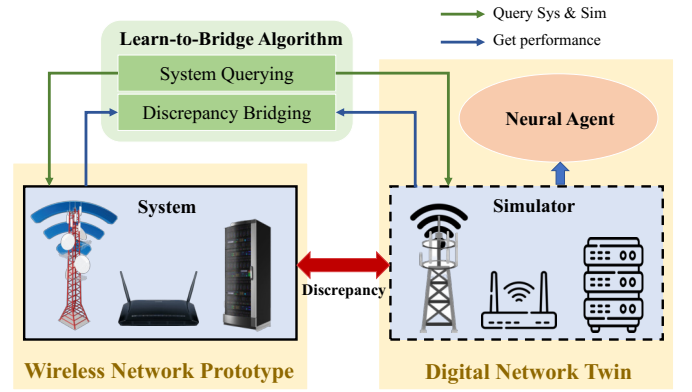 Learn-to-Bridge Algorithm
System Querying
Discrepancy Bridging
Query Sys & Sim
Get performance
Neural Agent
System
Simulator
Discrepancy
Wireless Network Prototype
Digital Network Twin